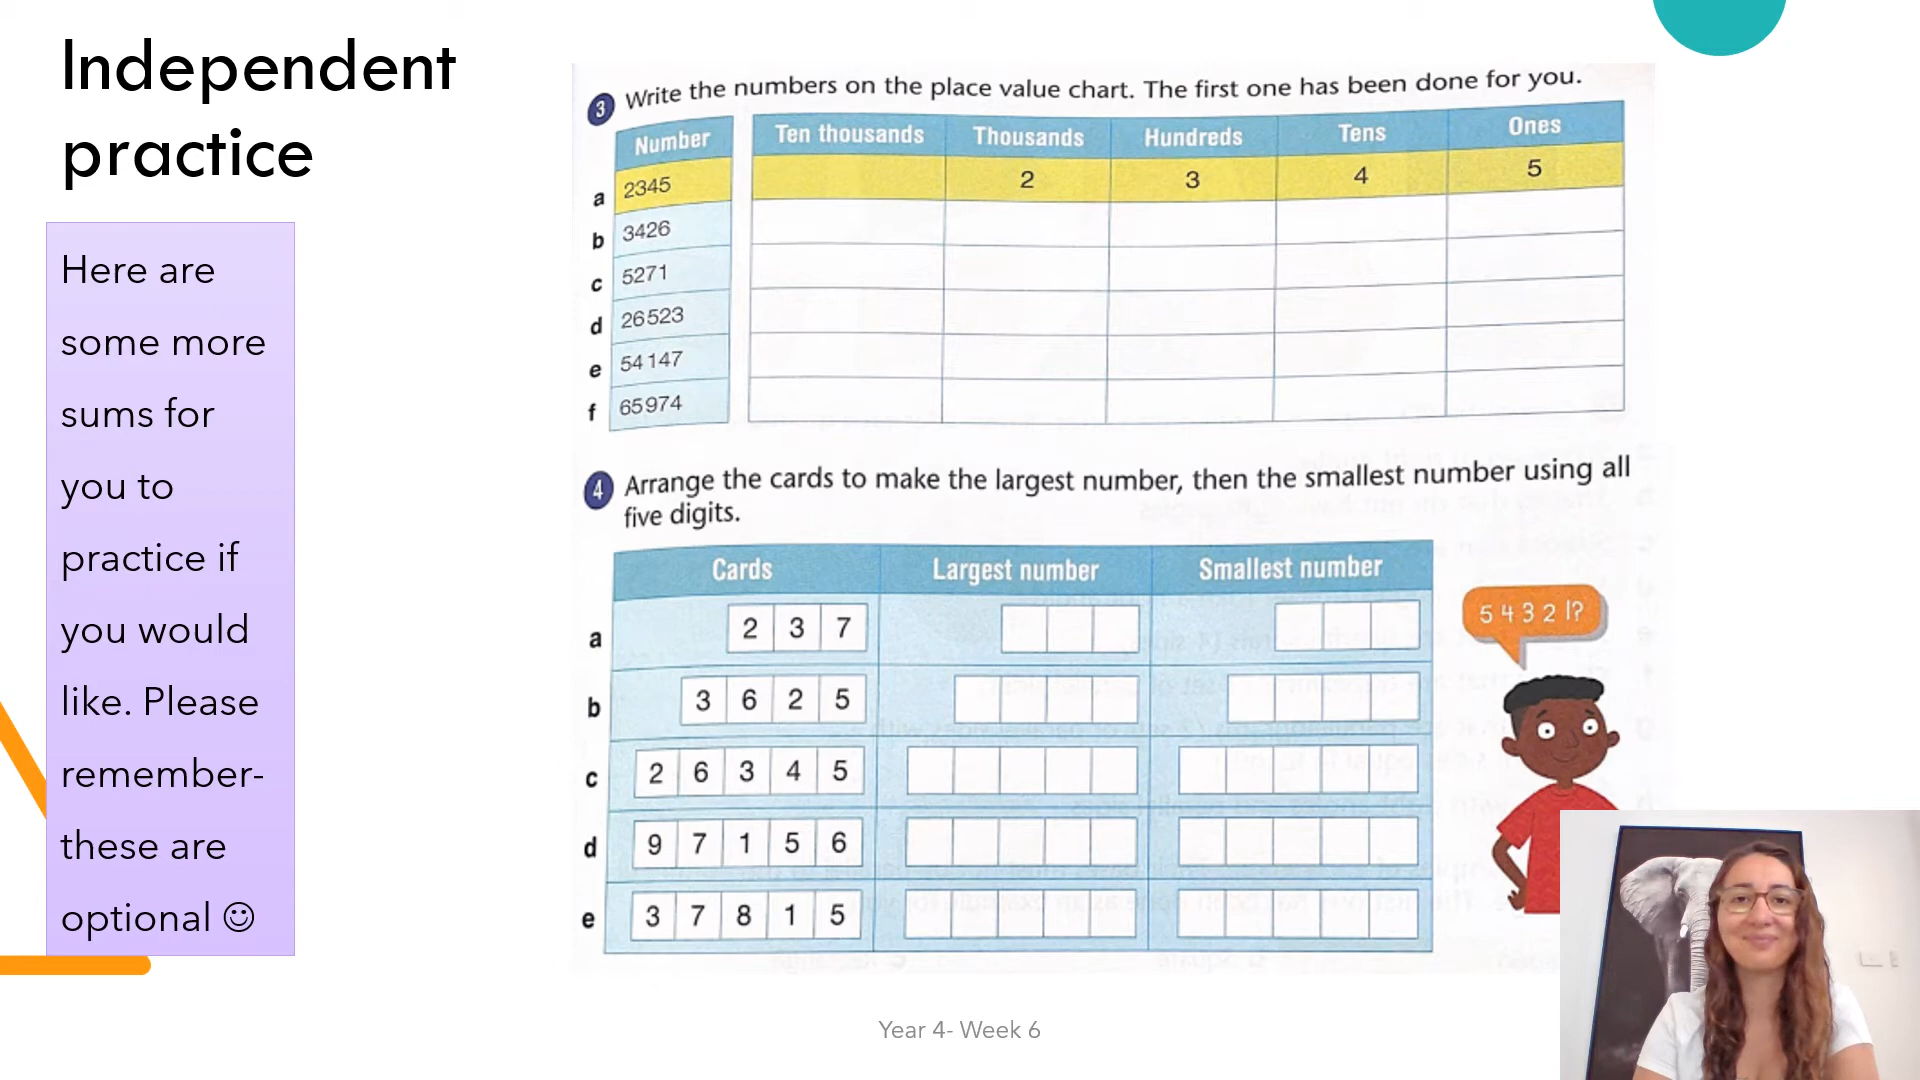 Independent
practice
Here are
some more
sums for
you to
practice if
you would
like. Please
remember-
these are
optional ☺
3 Write the numbers on the place value chart. The first one has been done for you.
Number Ten thousands Thousands Hundreds Tens Ones
a 2345 2 3 4 5
b 3426
c 5271
d 26523
e 54147
f 65974
4 Arrange the cards to make the largest number, then the smallest number using all
five digits.
Cards Largest number Smallest number
a 2 3 7
b 3 6 2 5
c 2 6 3 4 5
d 9 7 1 5 6
e 3 7 8 1 5
5 4 3 2 1?
Year 4- Week 6